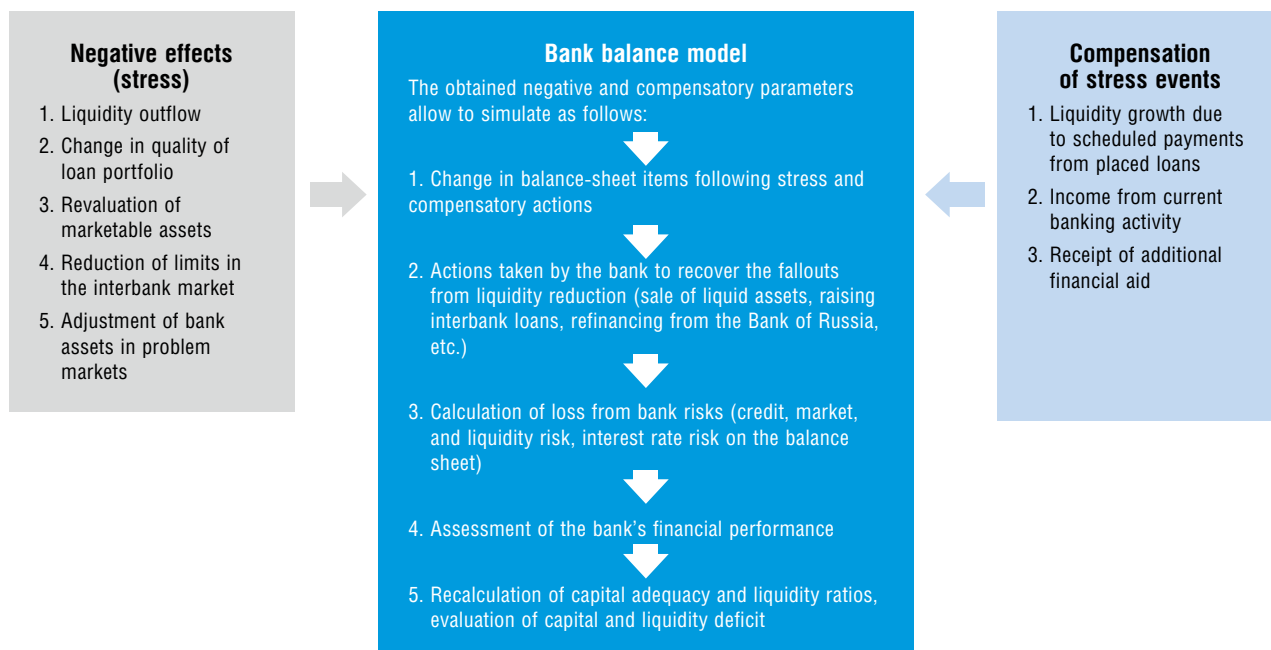 Negative effects
(stress)
1. Liquidity outflow
2. Change in quality of
loan portfolio
3. Revaluation of
marketable assets
4. Reduction of limits in
the interbank market
5. Adjustment of bank
assets in problem
markets
Bank balance model
The obtained negative and compensatory parameters
allow to simulate as follows:
1. Change in balance-sheet items following stress and
compensatory actions
2. Actions taken by the bank to recover the fallouts
from liquidity reduction (sale of liquid assets, raising
interbank loans, refinancing from the Bank of Russia,
etc.)
3. Calculation of loss from bank risks (credit, market,
and liquidity risk, interest rate risk on the balance
sheet)
4. Assessment of the bank’s financial performance
5. Recalculation of capital adequacy and liquidity ratios,
evaluation of capital and liquidity deficit
Compensation
of stress events
1. Liquidity growth due
to scheduled payments
from placed loans
2. Income from current
banking activity
3. Receipt of additional
financial aid